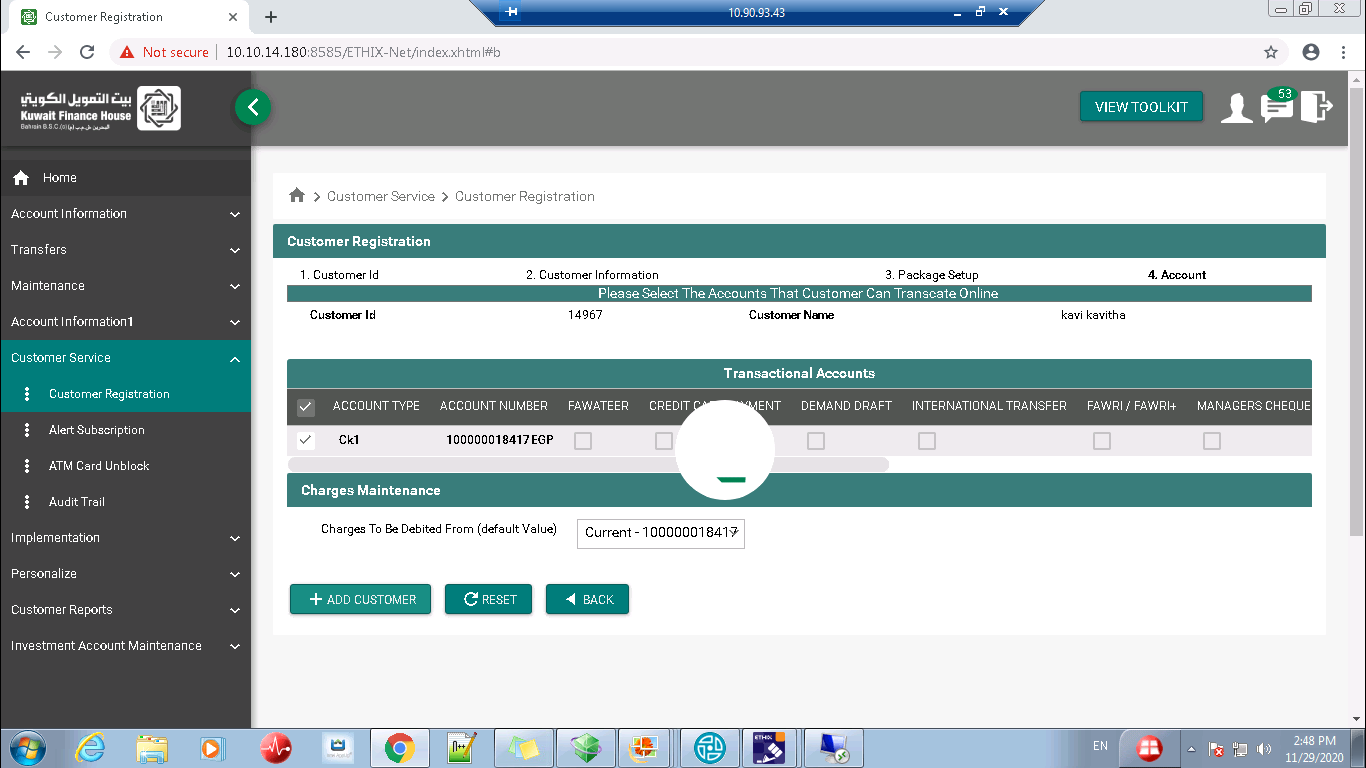 Customer Registration
10.90.93.43
Not secure | 10.10.14.180:8585/ETHIX-Net/index.xhtml#b
بيت التمويل الكويتي
Kuwait Finance House
VIEW TOOLKIT
53
Home
Account Information
Transfers
Maintenance
Account Information1
Customer Service
Customer Registration
Alert Subscription
ATM Card Unblock
Audit Trail
Implementation
Personalize
Customer Reports
Investment Account Maintenance
Customer Service > Customer Registration
Customer Registration
1. Customer Id 2. Customer Information 3. Package Setup 4. Account
Please Select The Accounts That Customer Can Transcate Online
Customer Id 14967 Customer Name kavi kavitha
Transactional Accounts
ACCOUNT TYPE ACCOUNT NUMBER FAWATEER CREDIT DEMAND DRAFT INTERNATIONAL TRANSFER FAWRI / FAWRI+ MANAGERS CHEQUE
Ck1 100000018417 EGP
Charges Maintenance
Charges To Be Debited From (default Value) Current - 100000018417
ADD CUSTOMER RESET BACK
EN
2:48 PM
11/29/2020